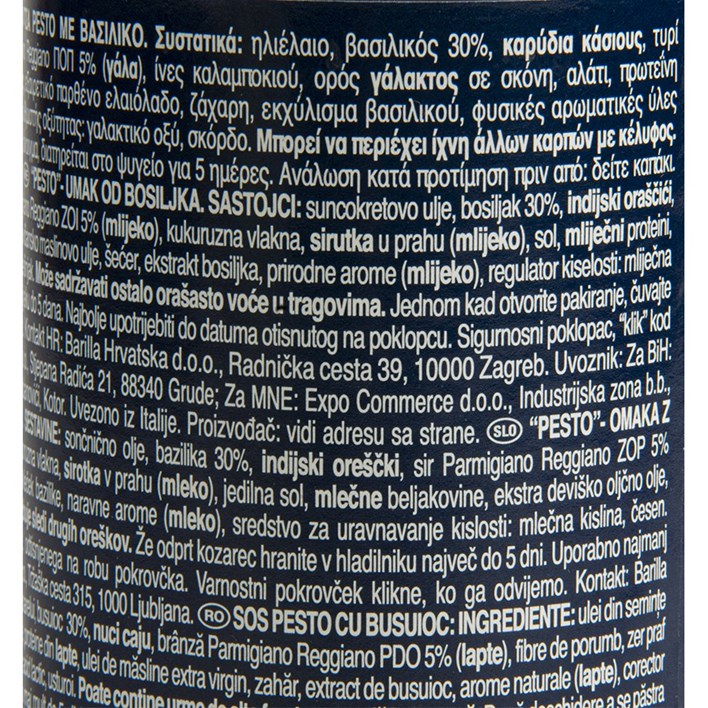 ΣΑ PESTO ΜΕ ΒΑΣΙΛΙΚΟ. Συστατικά: ηλιέλαιο, βασιλικός 30%, καρύδια κάσιους, τυρί
Reggiano ΠΟΠ 5% (γάλα), ίνες καλαμποκιού, ορός γάλακτος σε σκόνη, αλάτι, πρωτεΐνη
παρθένο ελαιόλαδο, ζάχαρη, εκχύλισμα βασιλικού, φυσικές αρωματικές ύλες
οξύτητας: γαλακτικό οξύ, σκόρδο. Μπορεί να περιέχει ίχνη άλλων καρπών με κέλυφος.
διατηρείται στο ψυγείο για 5 ημέρες. Ανάλωση κατά προτίμηση πριν από: δείτε καπάκι.
"PESTO"- UMAK OD BOSILJKA. SASTOJCI: suncokretovo ulje, bosiljak 30%, indijski oraščići,
Reggiano ZOI 5% (mlijeko), kukuruzna vlakna, sirutka u prahu (mlijeko), sol, mliječni proteini,
maslinovo ulje, šećer, ekstrakt bosiljka, prirodne arome (mlijeko), regulator kiselosti: mliječna
Može sadržavati ostalo orašasto voće u tragovima. Jednom kad otvorite pakiranje, čuvajte
do 5 dana. Najbolje upotrijebiti do datuma otisnutog na poklopcu. Sigurnosni poklopac, "klik" kod
Kontakt HR: Barilla Hrvatska d.o.o., Radnička cesta 39, 10000 Zagreb. Uvoznik: Za BiH:
Stjepana Radića 21, 88340 Grude; Za MNE: Expo Commerce d.o.o., Industrijska zona b.b.,
Kotor. Uvezeno iz Italije. Proizvođač: vidi adresu sa strane. SLO "PESTO"- OMAKA Z
SESTAVINE: sončnično olje, bazilika 30%, indijski oreščki, sir Parmigiano Reggiano ZOP 5%
vlakna, sirotka v prahu (mleko), jedilna sol, mlečne beljakovine, ekstra deviško oljčno olje,
bazilike, naravne arome (mleko), sredstvo za uravnavanje kislosti: mlečna kislina, česen.
sledi drugih oreškov. Že odprt kozarec hranite v hladilniku največ do 5 dni. Uporabno najmanj
na robu pokrovčka. Varnostni pokrovček klikne, ko ga odvijemo. Kontakt: Barilla
Tržaška cesta 315, 1000 Ljubljana. RO SOS PESTO CU BUSUIOC: INGREDIENTE: ulei din semințe
busuioc 30%, nuci caju, brânză Parmigiano Reggiano PDO 5% (lapte), fibre de porumb, zer praf
din lapte, ulei de măsline extra virgin, zahăr, extract de busuioc, arome naturale (lapte), corector
lactic, usturoi. Poate conține urme de